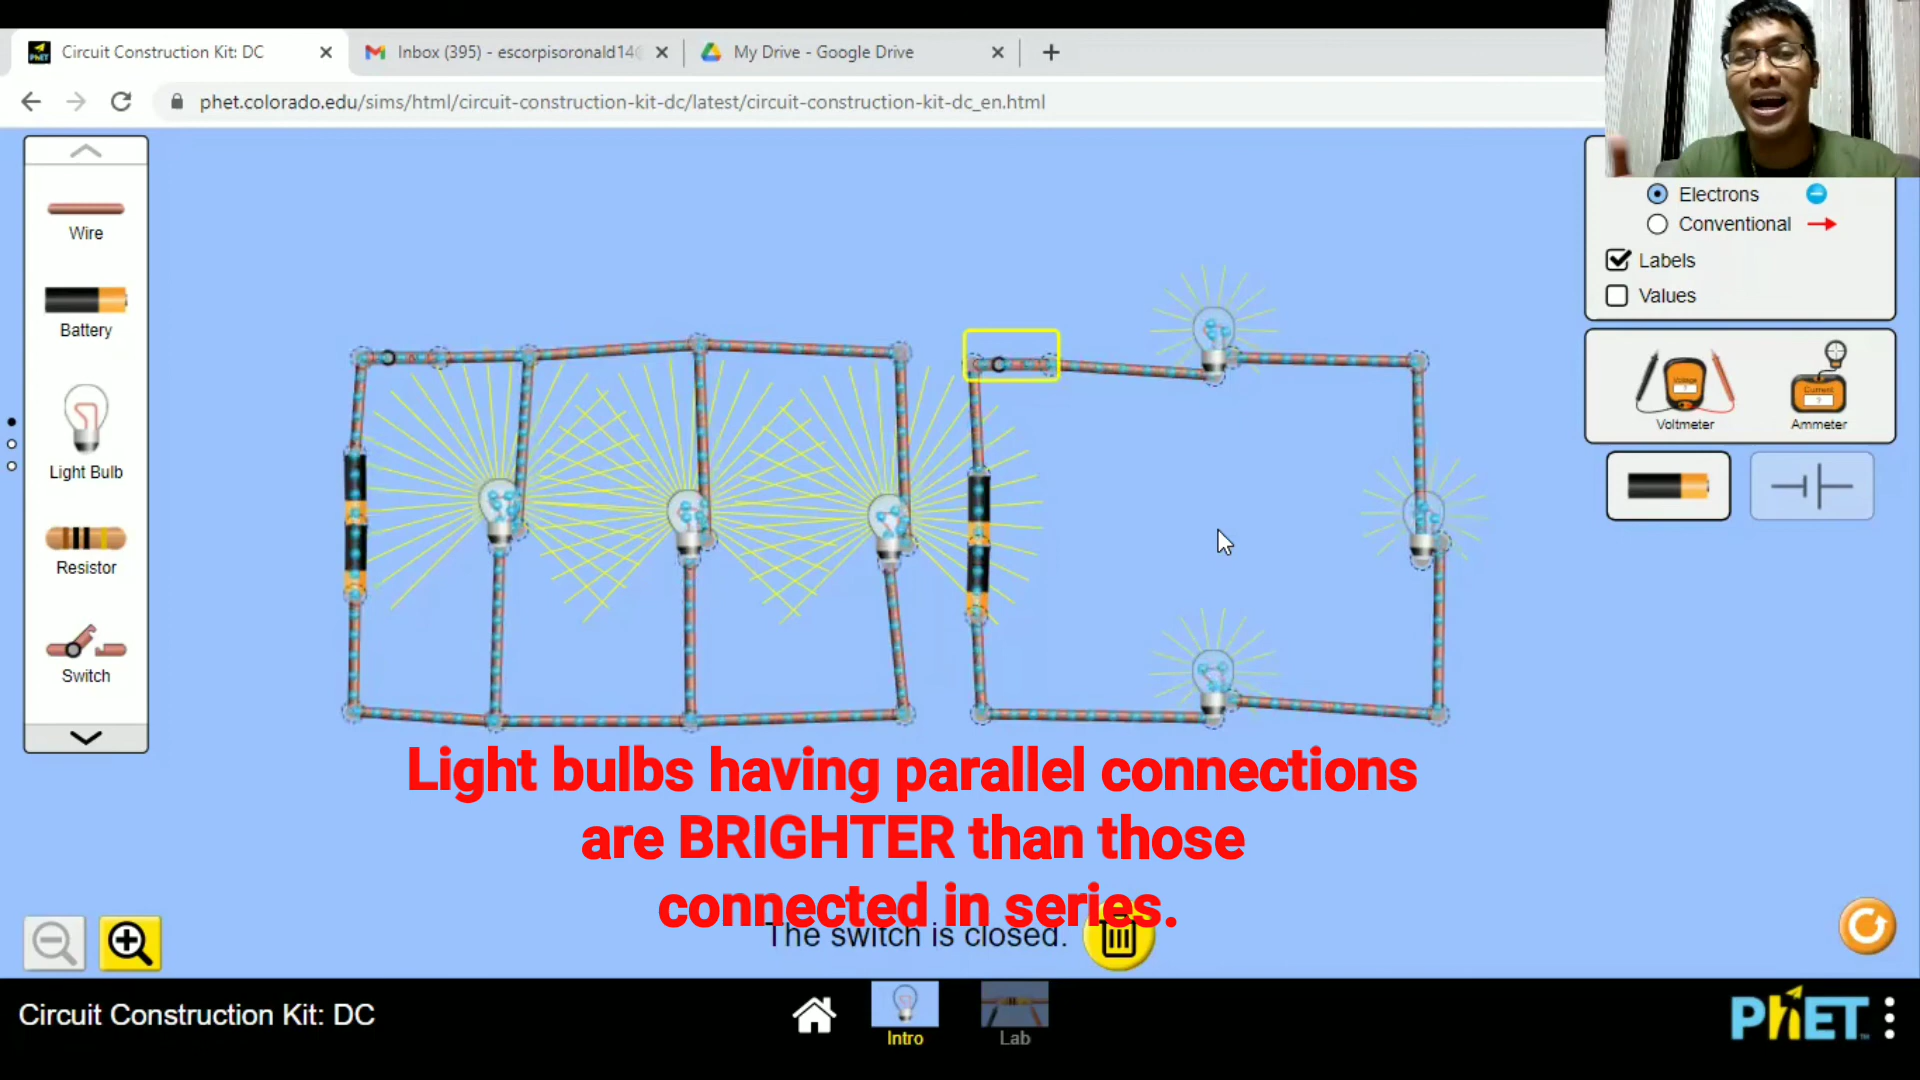 Circuit Construction Kit: DC
Inbox (395) - escorpisoronald14
My Drive - Google Drive
phet.colorado.edu/sims/html/circuit-construction-kit-dc/latest/circuit-construction-kit-dc_en.html
Wire
Battery
Light Bulb
Resistor
Switch
Electrons
Conventional
Labels
Values
Voltage
?
Voltmeter
Current
?
Ammeter
Light bulbs having parallel connections
are BRIGHTER than those
connected in series.
The switch is closed.
Circuit Construction Kit: DC
Intro
Lab
PhET